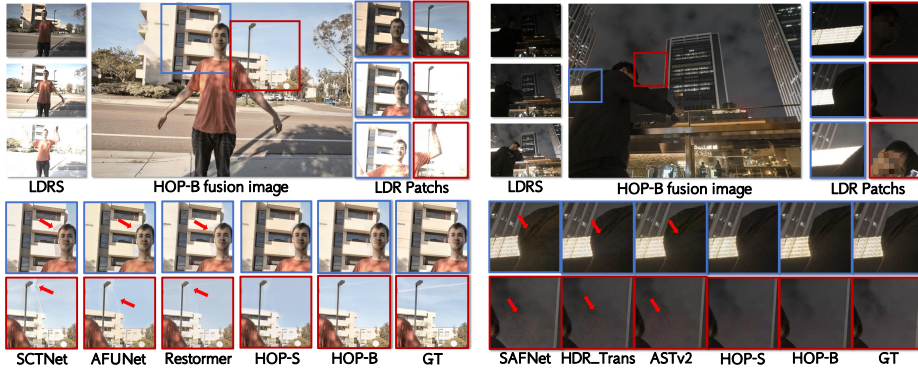 LDRS HOP-B fusion image LDR Patchs LDRS HOP-B fusion image LDR Patchs
SCTNet AFUNet Restormer HOP-S HOP-B GT SAFNet HDR_Trans ASTv2 HOP-S HOP-B GT